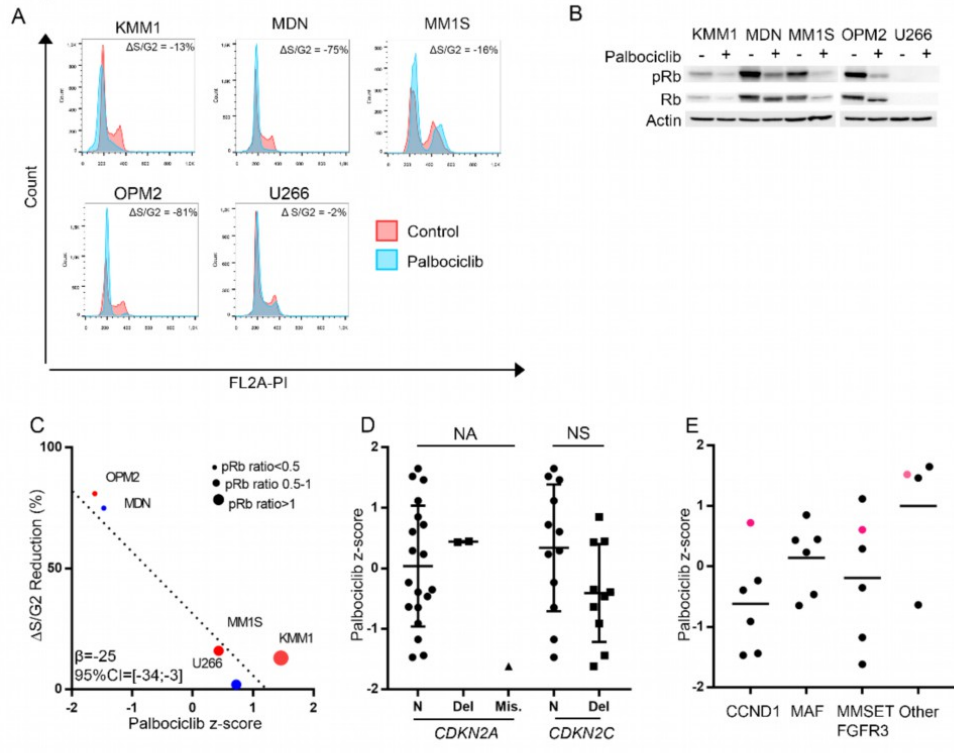 A
KMM1
MDN
MM1S
ΔS/G2 = -13%
ΔS/G2 = -75%
ΔS/G2 = -16%
Count
OPM2
U266
ΔS/G2 = -81%
Δ S/G2 = -2%
Control
Palbociclib
FL2A-PI
B
KMM1 MDN MM1S OPM2 U266
Palbociclib - + - + - + - + - +
pRb
Rb
Actin
C
ΔS/G2 Reduction (%)
100
50
0
OPM2
MDN
pRb ratio<0.5
pRb ratio 0.5-1
pRb ratio>1
MM1S
KMM1
U266
β=-25
95%CI=[-34;-3]
-2 -1 0 1 2
Palbociclib z-score
D
NA NS
Palbociclib z-score
2
1
0
-1
-2
N Del Mis. N Del
CDKN2A CDKN2C
E
Palbociclib z-score
2
1
0
-1
-2
CCND1 MAF MMSET Other
FGFR3